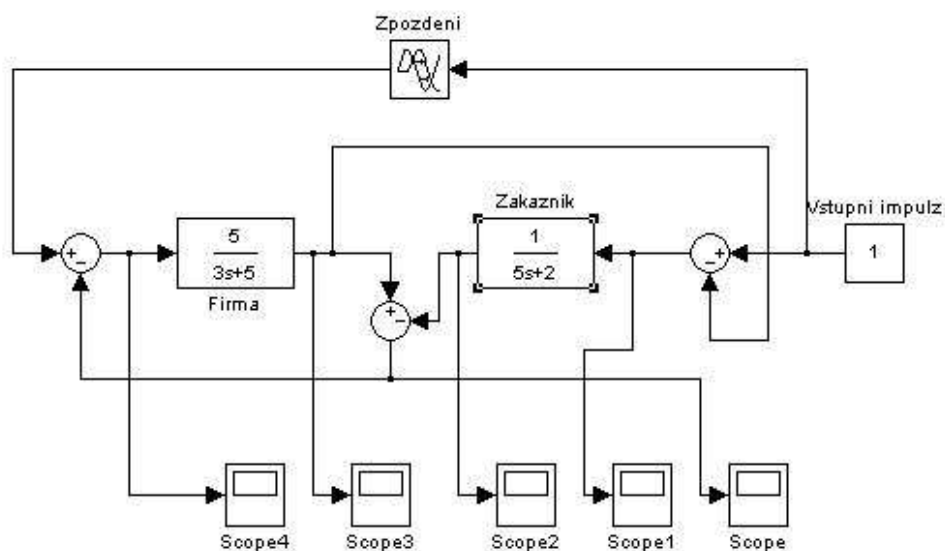 Zpozdeni
Zakaznik
Vstupni impulz
+
−
5
3s+5
Firma
+
−
1
5s+2
−
+
1
Scope4
Scope3
Scope2
Scope1
Scope